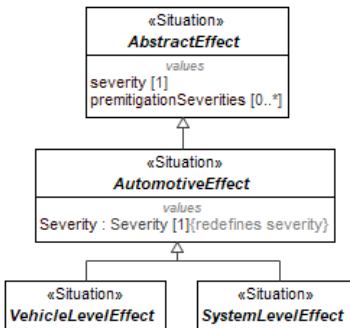 «Situation»
AbstractEffect
values
severity [1]
premitigationSeverities [0..*]
«Situation»
AutomotiveEffect
values
Severity : Severity [1]{redefines severity}
«Situation»
VehicleLevelEffect
«Situation»
SystemLevelEffect